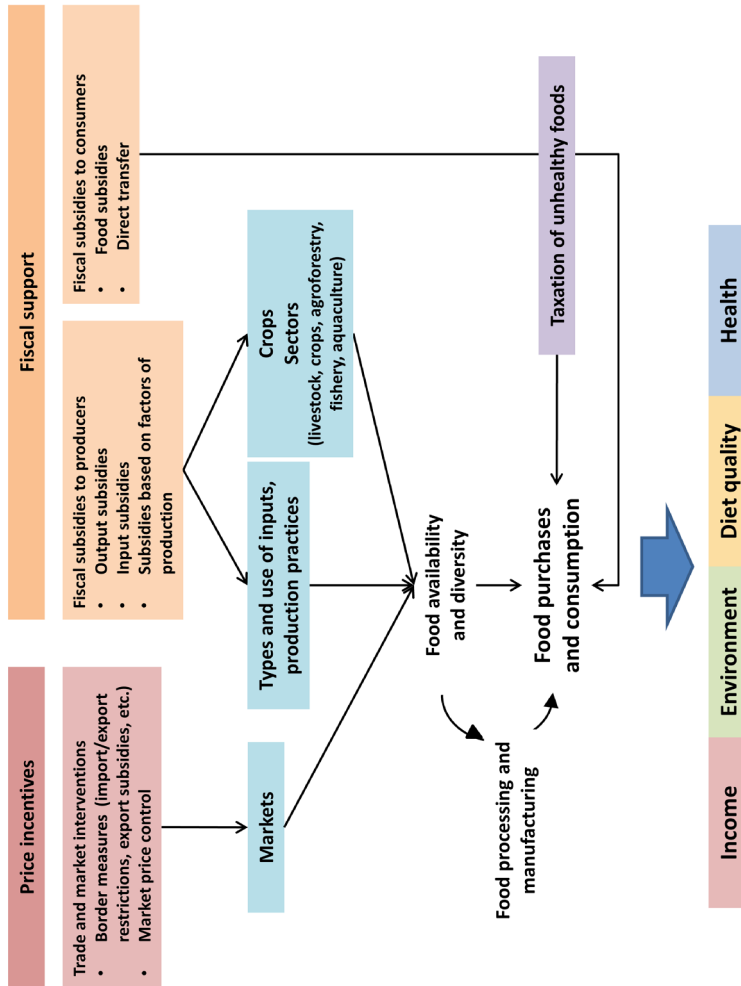 Price incentives
Fiscal support
Trade and market interventions
• Border measures (import/export
restrictions, export subsidies, etc.)
• Market price control
Fiscal subsidies to producers
• Output subsidies
• Input subsidies
• Subsidies based on factors of
production
Fiscal subsidies to consumers
• Food subsidies
• Direct transfer
Markets
Types and use of inputs,
production practices
Crops
Sectors
(livestock, crops, agroforestry,
fishery, aquaculture)
Food availability
and diversity
Food processing and
manufacturing
Food purchases
and consumption
Taxation of unhealthy foods
Income
Environment
Diet quality
Health